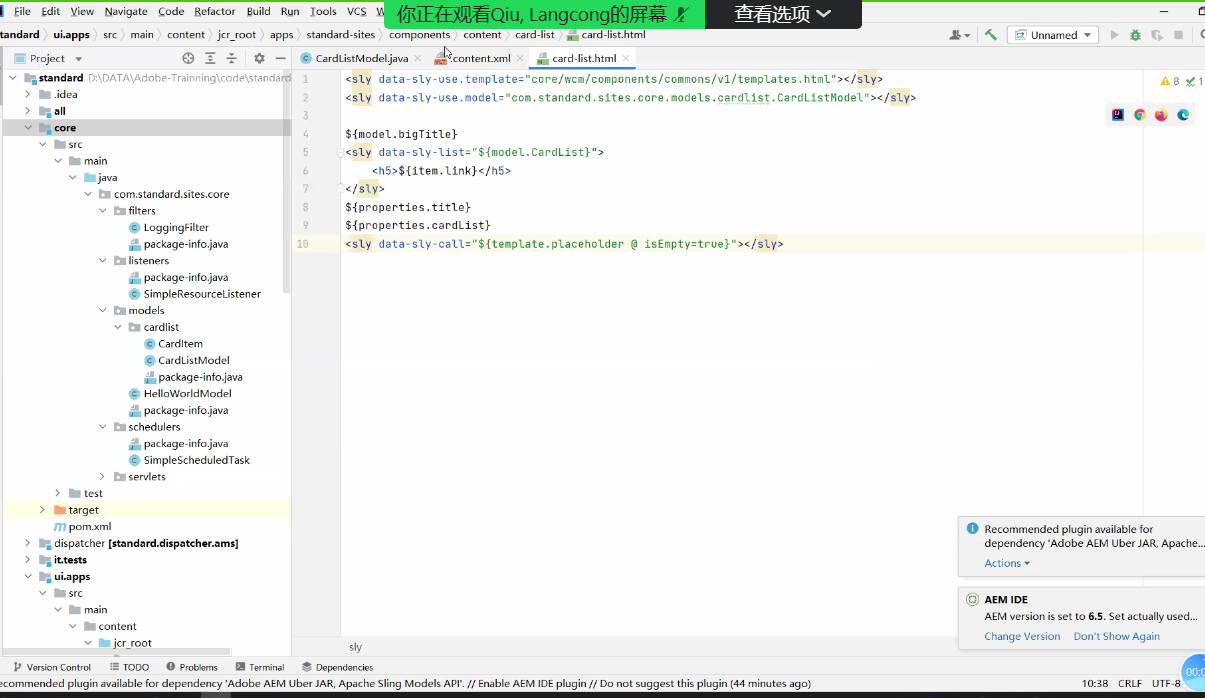 File Edit View Navigate Code Refactor Build Run Tools VCS W
你正在观看Qiu, Langcong的屏幕
查看选项
tandard ui.apps src main content jcr_root apps standard-sites components content card-list card-list.html
Unnamed
Project
CardListModel.java
.content.xml
card-list.html
standard D:\DATA\Adobe-Trainning\code\standard
.idea
all
core
src
main
java
com.standard.sites.core
filters
LoggingFilter
package-info.java
listeners
package-info.java
SimpleResourceListener
models
cardlist
CardItem
CardListModel
package-info.java
HelloWorldModel
package-info.java
schedulers
package-info.java
SimpleScheduledTask
servlets
test
target
pom.xml
dispatcher [standard.dispatcher.ams]
it.tests
ui.apps
src
main
content
jcr_root
1 <sly data-sly-use.template="core/wcm/components/commons/v1/templates.html"></sly>
2 <sly data-sly-use.model="com.standard.sites.core.models.cardlist.CardListModel"></sly>
3
4 ${model.bigTitle}
5 <sly data-sly-list="${model.CardList}">
6 <h5>${item.link}</h5>
7 </sly>
8 ${properties.title}
9 ${properties.cardList}
10 <sly data-sly-call="${template.placeholder @ isEmpty=true}"></sly>
8 1
Recommended plugin available for
dependency 'Adobe AEM Uber JAR, Apache...
Actions
AEM IDE
AEM version is set to 6.5. Set actually used...
Change Version Don't Show Again
sly
Version Control TODO Problems Terminal Dependencies
ecommended plugin available for dependency 'Adobe AEM Uber JAR, Apache Sling Models API'. // Enable AEM IDE plugin // Do not suggest this plugin (44 minutes ago)
10:38 CRLF UTF-8
00:0